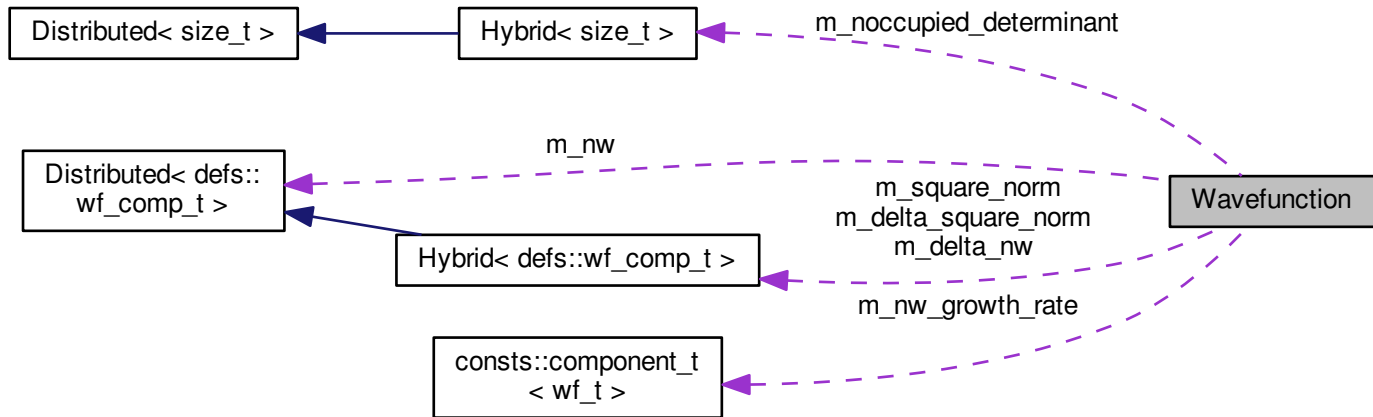 Distributed< size_t >
Hybrid< size_t >
m_noccupied_determinant
m_nw
Distributed< defs::
wf_comp_t >
m_square_norm
m_delta_square_norm
m_delta_nw
Wavefunction
Hybrid< defs::wf_comp_t >
m_nw_growth_rate
consts::component_t
< wf_t >